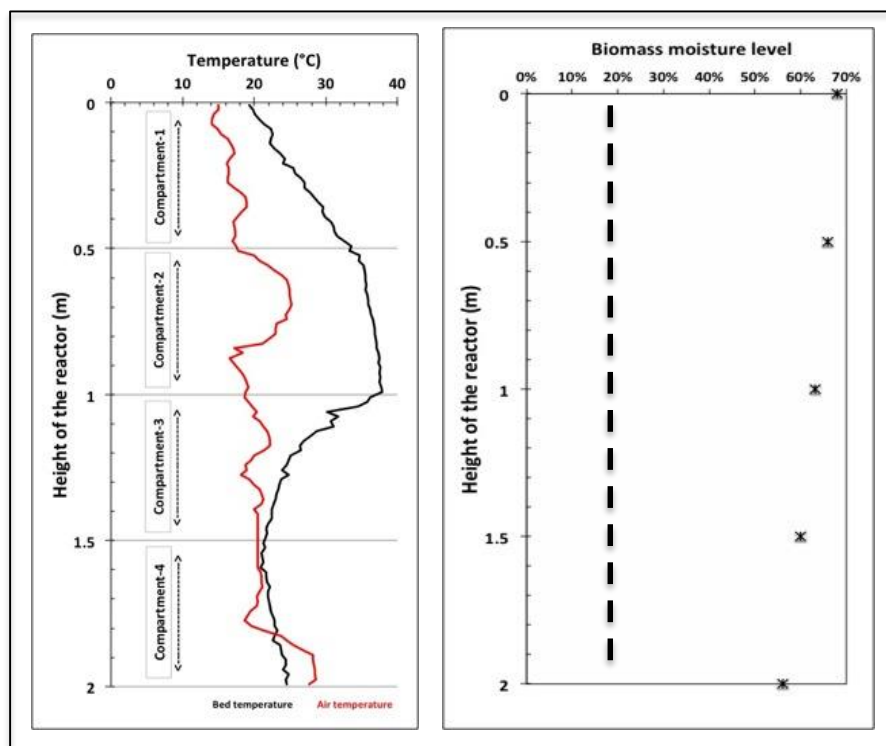 Temperature (°C)
0 10 20 30 40
0
0.5
1
1.5
2
Height of the reactor (m)
Compartment-1
Compartment-2
Compartment-3
Compartment-4
Bed temperature Air temperature
Biomass moisture level
0% 10% 20% 30% 40% 50% 60% 70%
0
0.5
1
1.5
2
Height of the reactor (m)